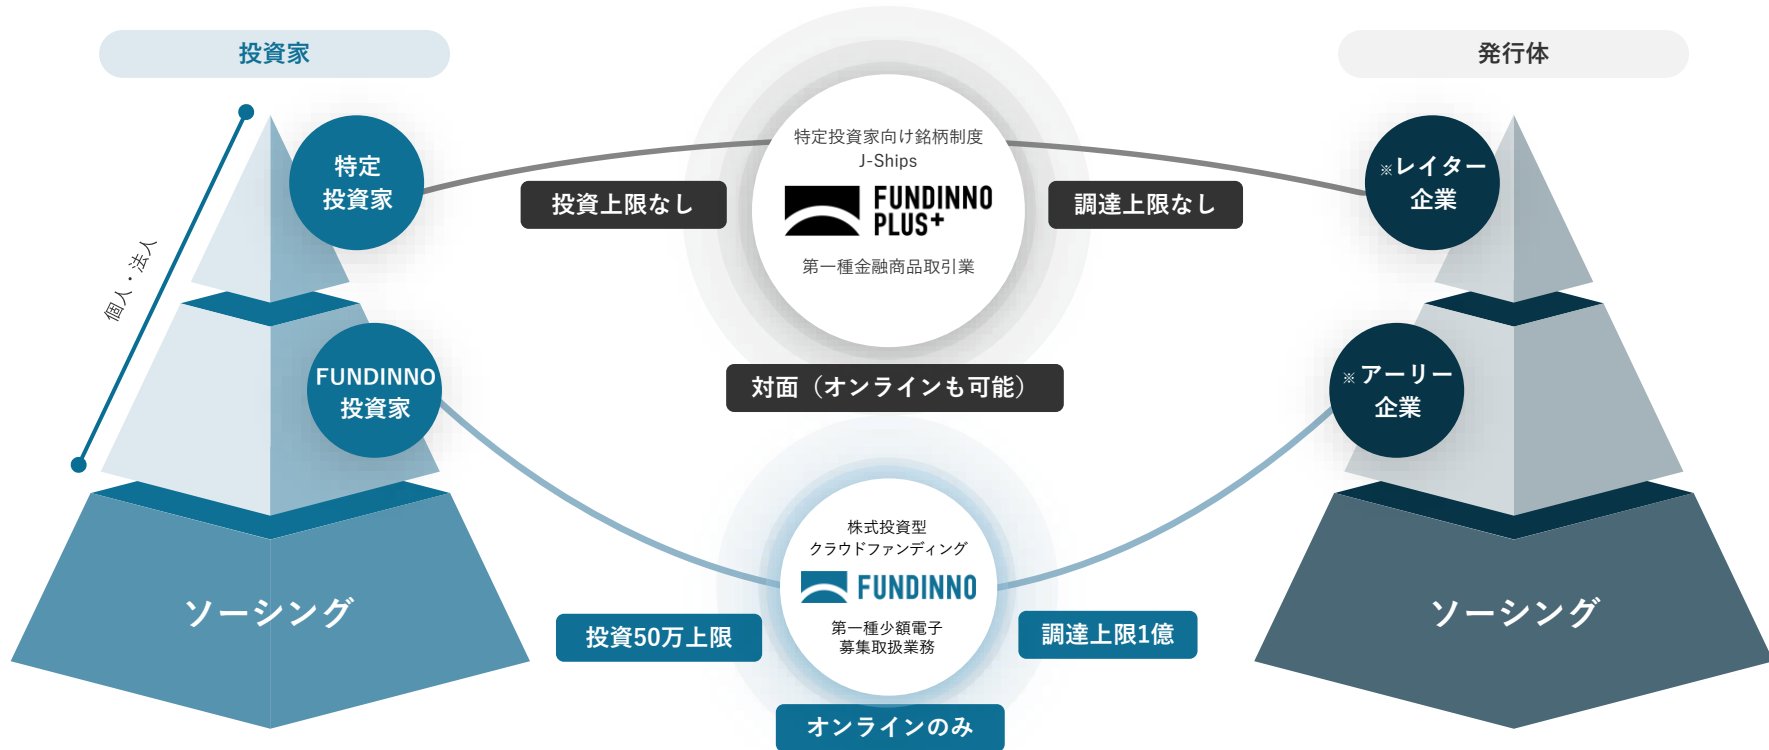 投資家
発行体
個人・法人
特定
投資家
FUNDINNO
投資家
ソーシング
投資上限なし
特定投資家向け銘柄制度
J-Ships
FUNDINNO
PLUS+
第一種金融商品取引業
調達上限なし
対面（オンラインも可能）
株式投資型
クラウドファンディング
FUNDINNO
第一種少額電子
募集取扱業務
投資50万上限
調達上限1億
オンラインのみ
※レイター
企業
※アーリー
企業
ソーシング